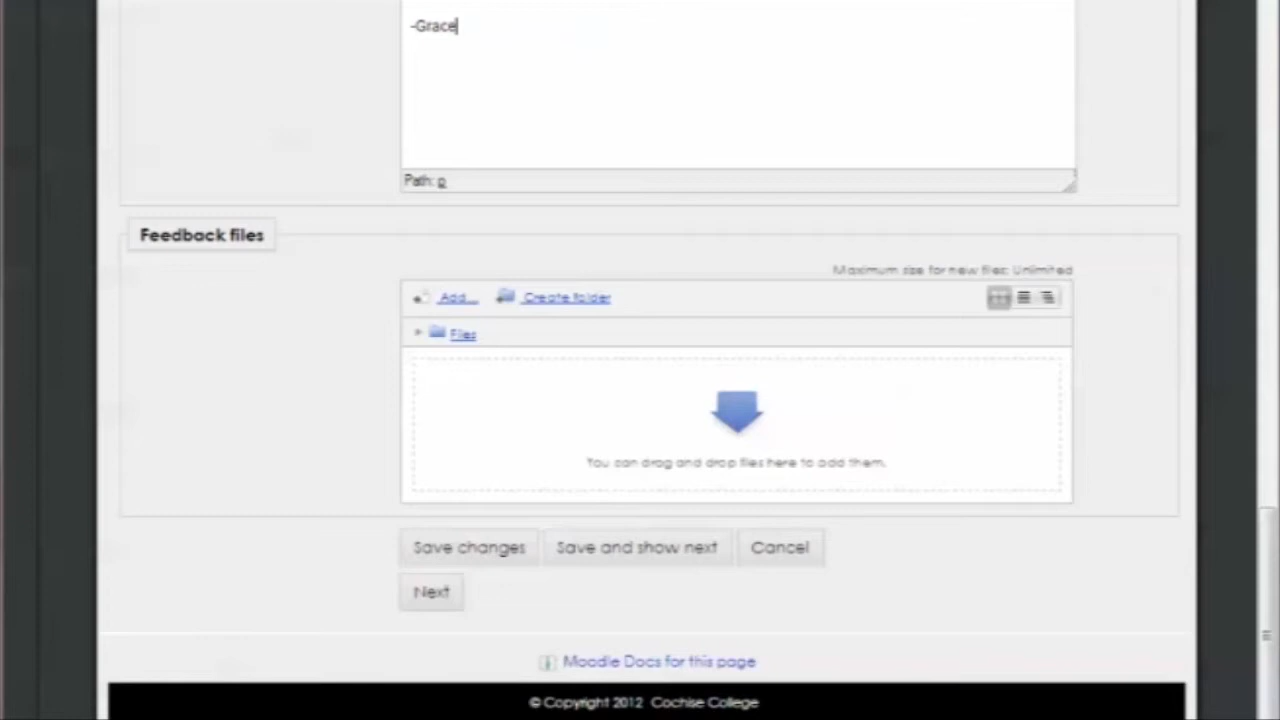 -Grace
Path: p
Feedback files
Maximum size for new files: Unlimited
Add... Create folder
Files
You can drag and drop files here to add them.
Save changes Save and show next Cancel
Next
Moodle Docs for this page
© Copyright 2012 Cochise College